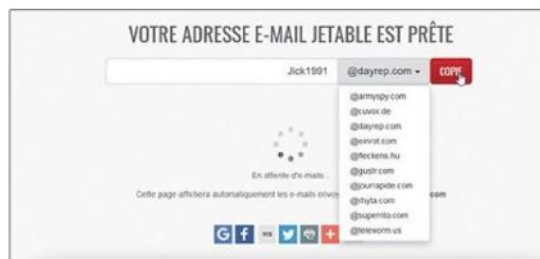 VOTRE ADRESSE E-MAIL JETABLE EST PRÊTE
Jick1991 @dayrep.com COPIE
@armyspy.com
@cuvox.de
@dayrep.com
@einrot.com
@fleckens.hu
@gustr.com
@jourrapide.com
@rhyta.com
@superrito.com
@teleworm.us
En attente d'e-mails...
Cette page affichera automatiquement les e-mails envoy com